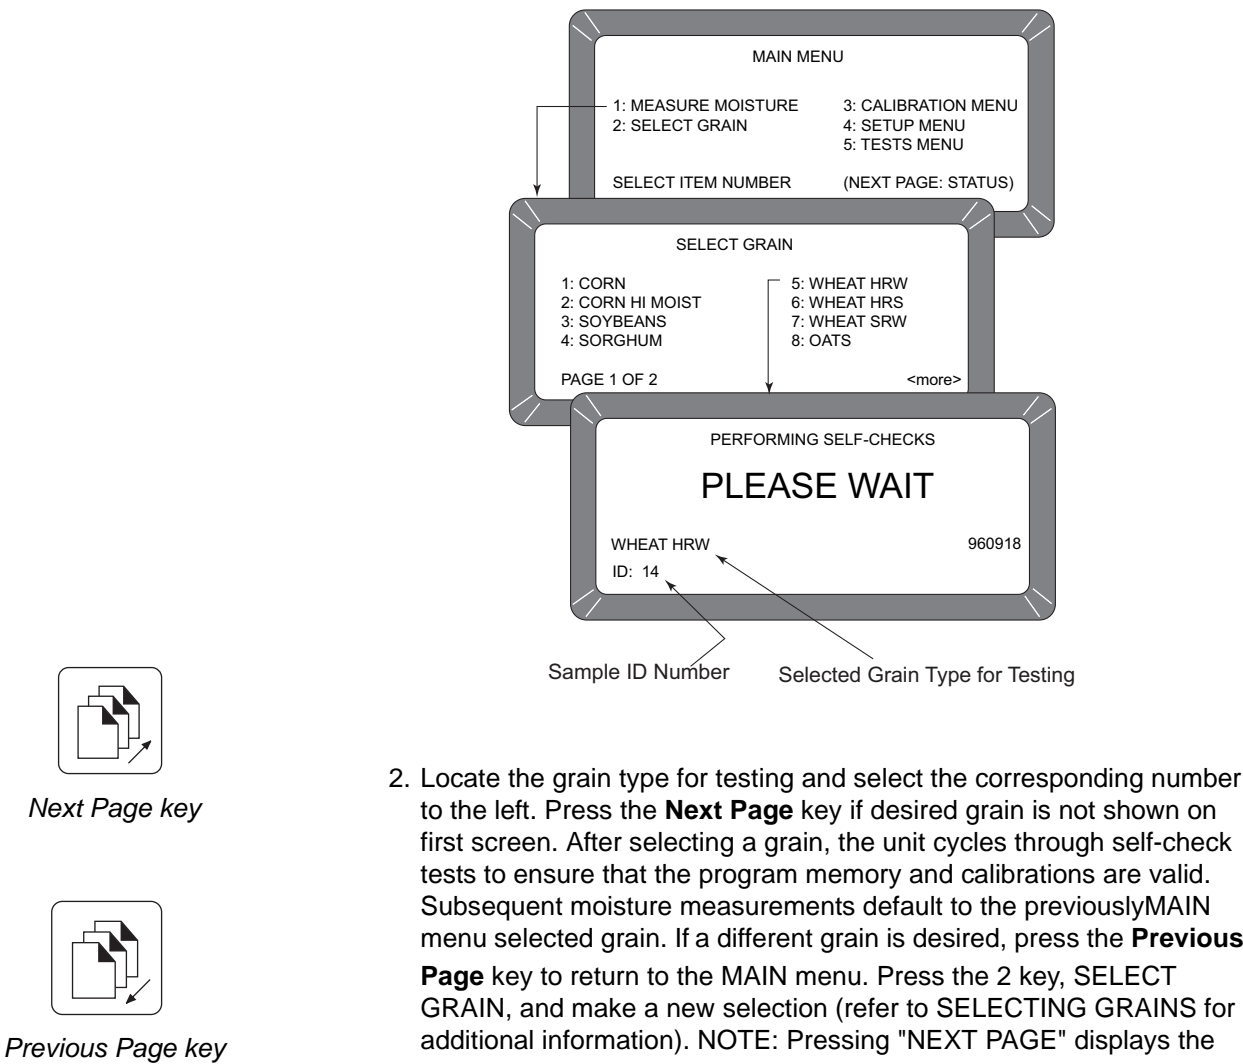 MAIN MENU
1: MEASURE MOISTURE 3: CALIBRATION MENU
2: SELECT GRAIN 4: SETUP MENU
5: TESTS MENU
SELECT ITEM NUMBER (NEXT PAGE: STATUS)
SELECT GRAIN
1: CORN 5: WHEAT HRW
2: CORN HI MOIST 6: WHEAT HRS
3: SOYBEANS 7: WHEAT SRW
4: SORGHUM 8: OATS
PAGE 1 OF 2 <more>
PERFORMING SELF-CHECKS
PLEASE WAIT
WHEAT HRW 960918
ID: 14
Sample ID Number Selected Grain Type for Testing
Next Page key
Previous Page key
2. Locate the grain type for testing and select the corresponding number
to the left. Press the Next Page key if desired grain is not shown on
first screen. After selecting a grain, the unit cycles through self-check
tests to ensure that the program memory and calibrations are valid.
Subsequent moisture measurements default to the previouslyMAIN
menu selected grain. If a different grain is desired, press the Previous
Page key to return to the MAIN menu. Press the 2 key, SELECT
GRAIN, and make a new selection (refer to SELECTING GRAINS for
additional information). NOTE: Pressing "NEXT PAGE" displays the